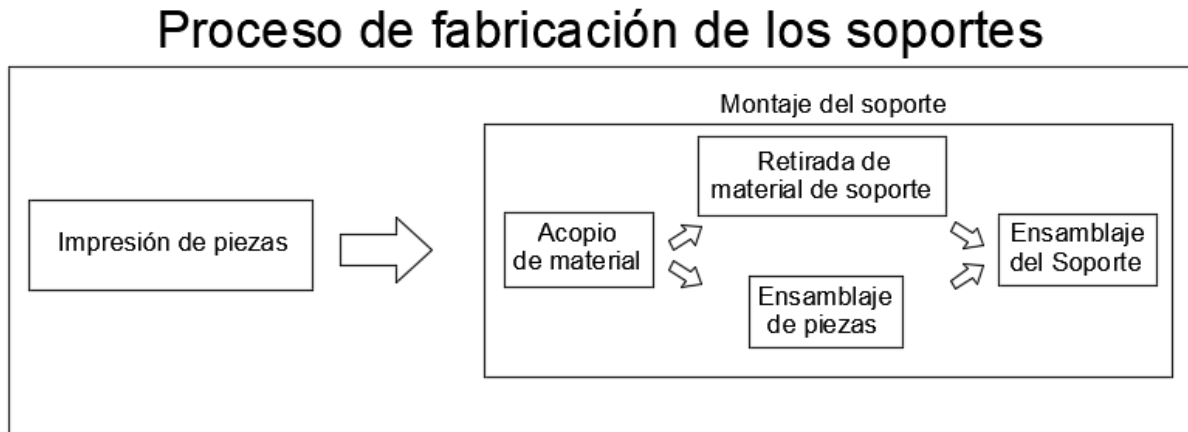 Proceso de fabricación de los soportes
Montaje del soporte
Impresión de piezas
Acopio
de material
Retirada de
material de soporte
Ensamblaje
de piezas
Ensamblaje
del Soporte